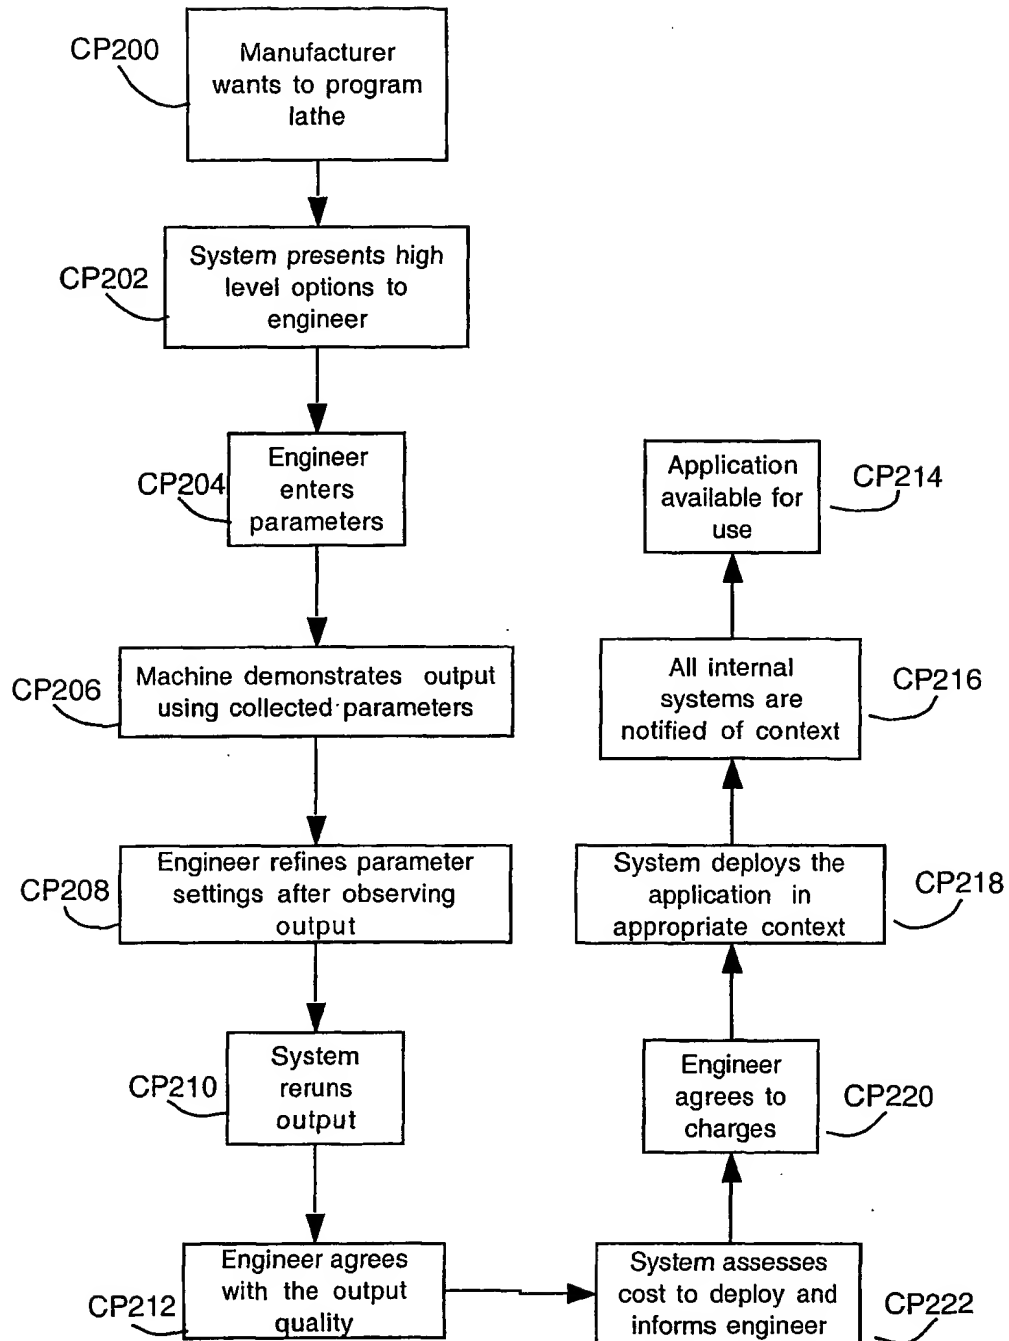 CP200
Manufacturer
wants to program
lathe
CP202
System presents high
level options to
engineer
CP204
Engineer
enters
parameters
CP206
Machine demonstrates output
using collected parameters
CP208
Engineer refines parameter
settings after observing
output
CP210
System
reruns
output
CP212
Engineer agrees
with the output
quality
System assesses
cost to deploy and
informs engineer
CP222
Engineer
agrees to
charges
CP220
System deploys the
application in
appropriate context
CP218
All internal
systems are
notified of context
CP216
Application
available for
use
CP214